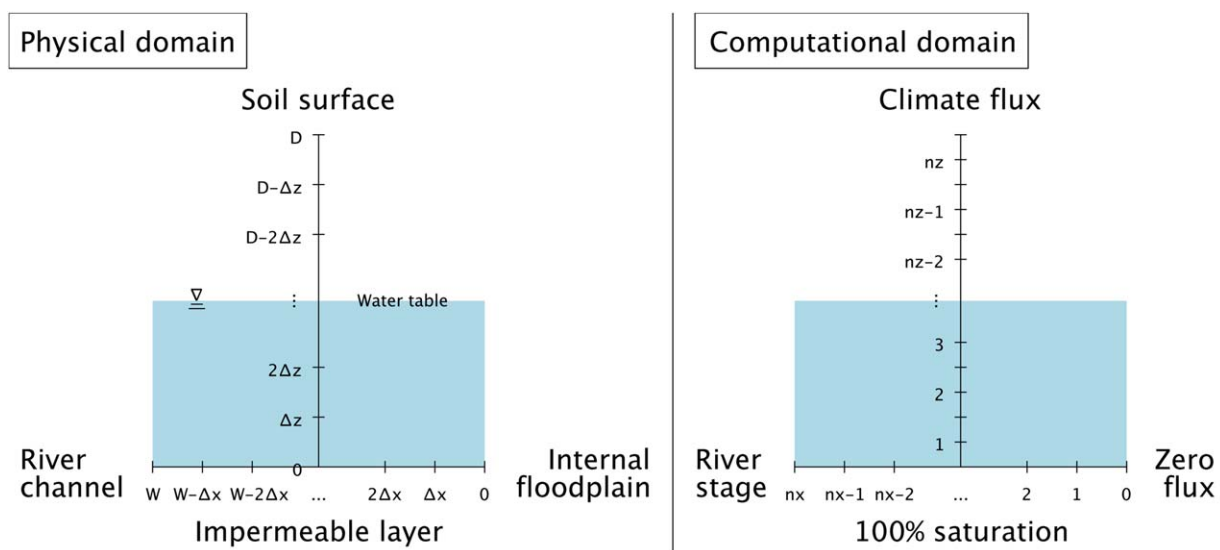 Physical domain
Soil surface
D
D−Δz
D−2Δz
∇
⋮
Water table
2Δz
Δz
0
River
channel
Internal
floodplain
W W−Δx W−2Δx ... 2Δx Δx 0
Impermeable layer
Computational domain
Climate flux
nz
nz−1
nz−2
⋮
3
2
1
River
stage
Zero
flux
nx nx−1 nx−2 ... 2 1 0
100% saturation